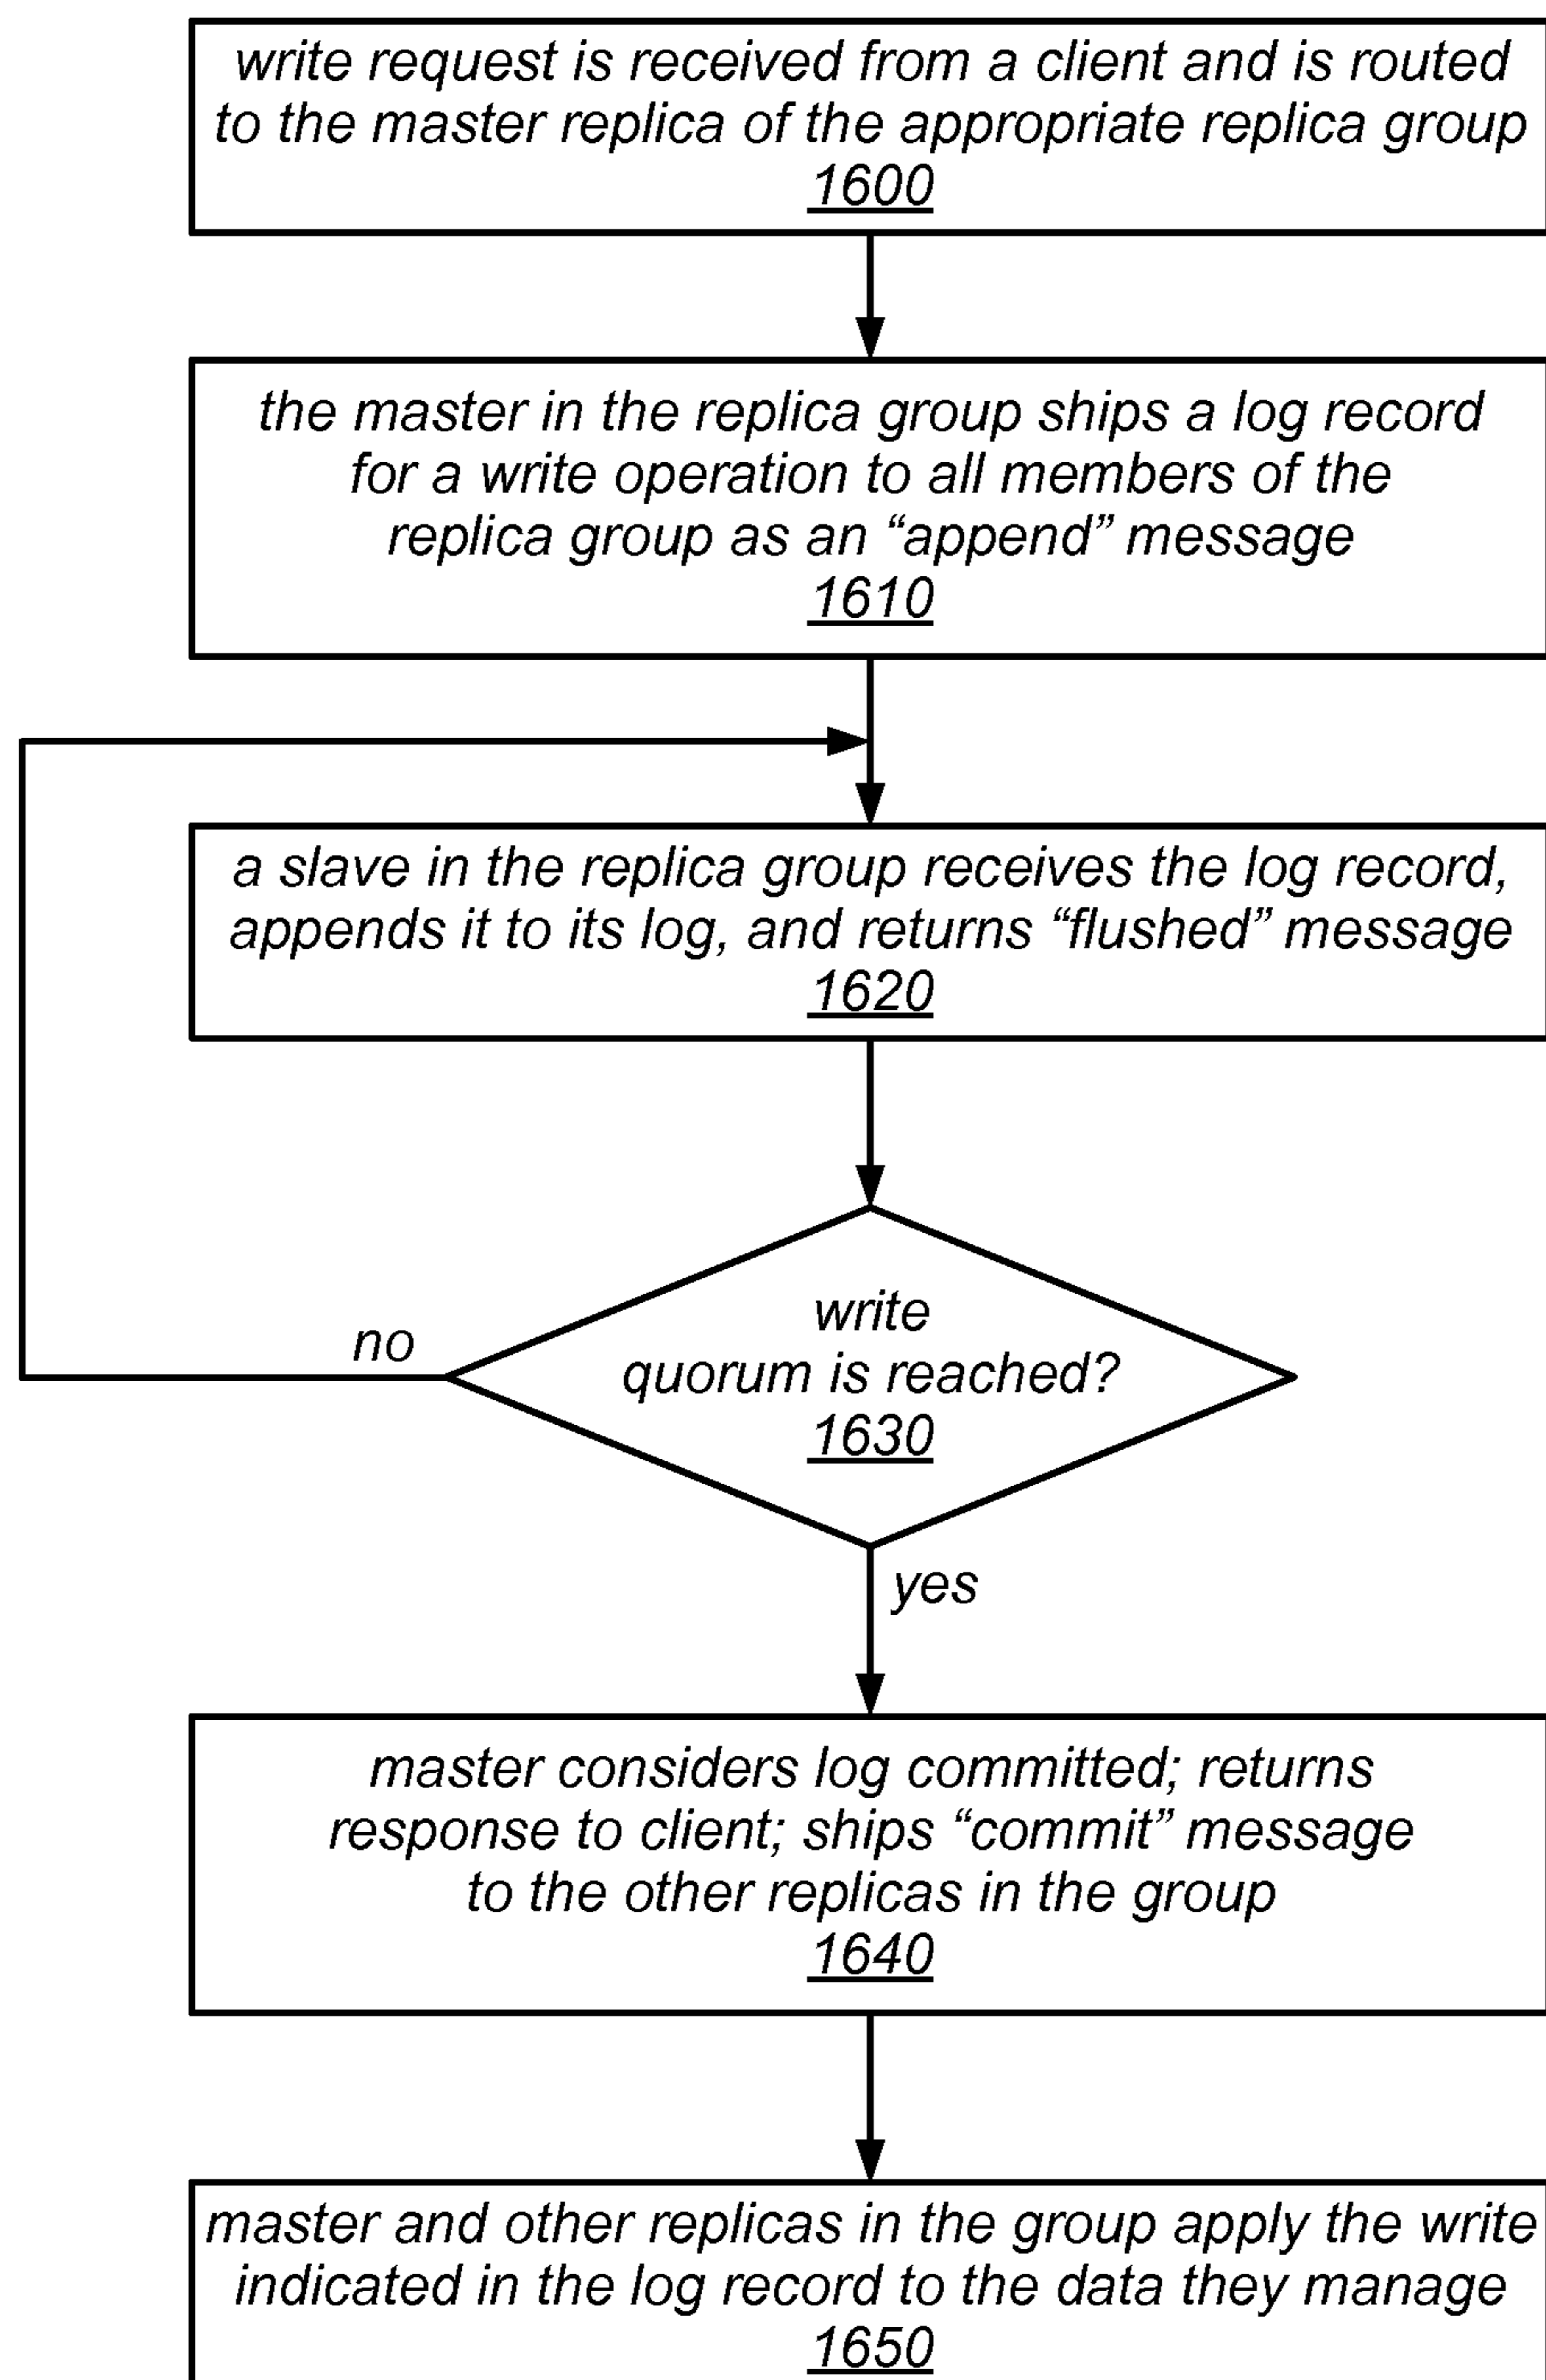 write request is received from a client and is routed
to the master replica of the appropriate replica group
1600
the master in the replica group ships a log record
for a write operation to all members of the
replica group as an “append” message
1610
a slave in the replica group receives the log record,
appends it to its log, and returns “flushed” message
1620
write
quorum is reached?
1630
no
yes
master considers log committed; returns
response to client; ships “commit” message
to the other replicas in the group
1640
master and other replicas in the group apply the write
indicated in the log record to the data they manage
1650